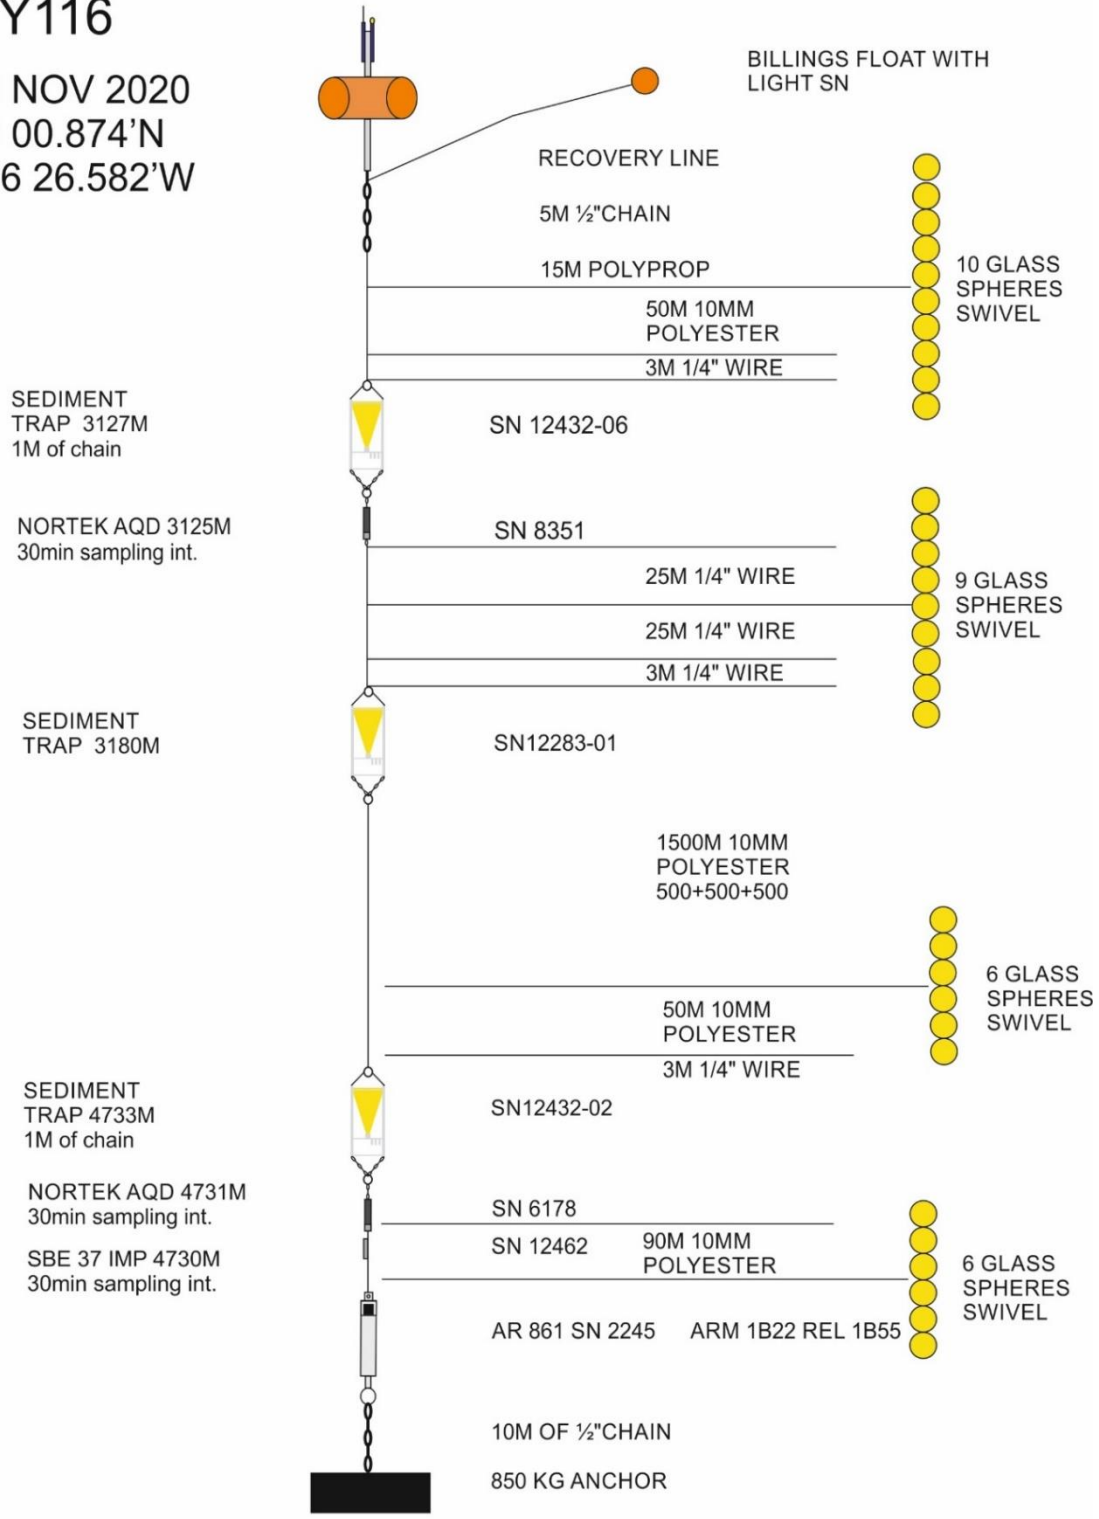 Y116
NOV 2020
00.874’N
6 26.582’W
BILLINGS FLOAT WITH
LIGHT SN
RECOVERY LINE
5M ½"CHAIN
15M POLYPROP
10 GLASS
SPHERES
SWIVEL
50M 10MM
POLYESTER
3M 1/4" WIRE
SEDIMENT
TRAP 3127M
1M of chain
SN 12432-06
NORTEK AQD 3125M
30min sampling int.
SN 8351
25M 1/4" WIRE
9 GLASS
SPHERES
SWIVEL
25M 1/4" WIRE
3M 1/4" WIRE
SEDIMENT
TRAP 3180M
SN12283-01
1500M 10MM
POLYESTER
500+500+500
6 GLASS
SPHERES
SWIVEL
50M 10MM
POLYESTER
3M 1/4" WIRE
SEDIMENT
TRAP 4733M
1M of chain
SN12432-02
NORTEK AQD 4731M
30min sampling int.
SN 6178
SBE 37 IMP 4730M
30min sampling int.
SN 12462
90M 10MM
POLYESTER
6 GLASS
SPHERES
SWIVEL
AR 861 SN 2245 ARM 1B22 REL 1B55
10M OF ½"CHAIN
850 KG ANCHOR